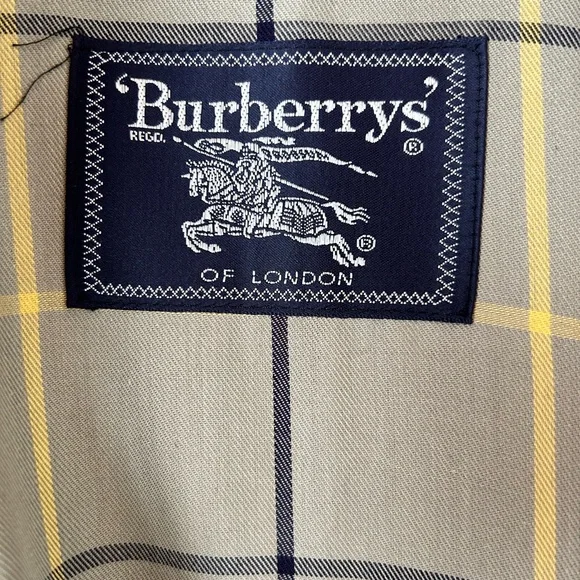 'Burberrys'
REGD. ®
®
OF LONDON